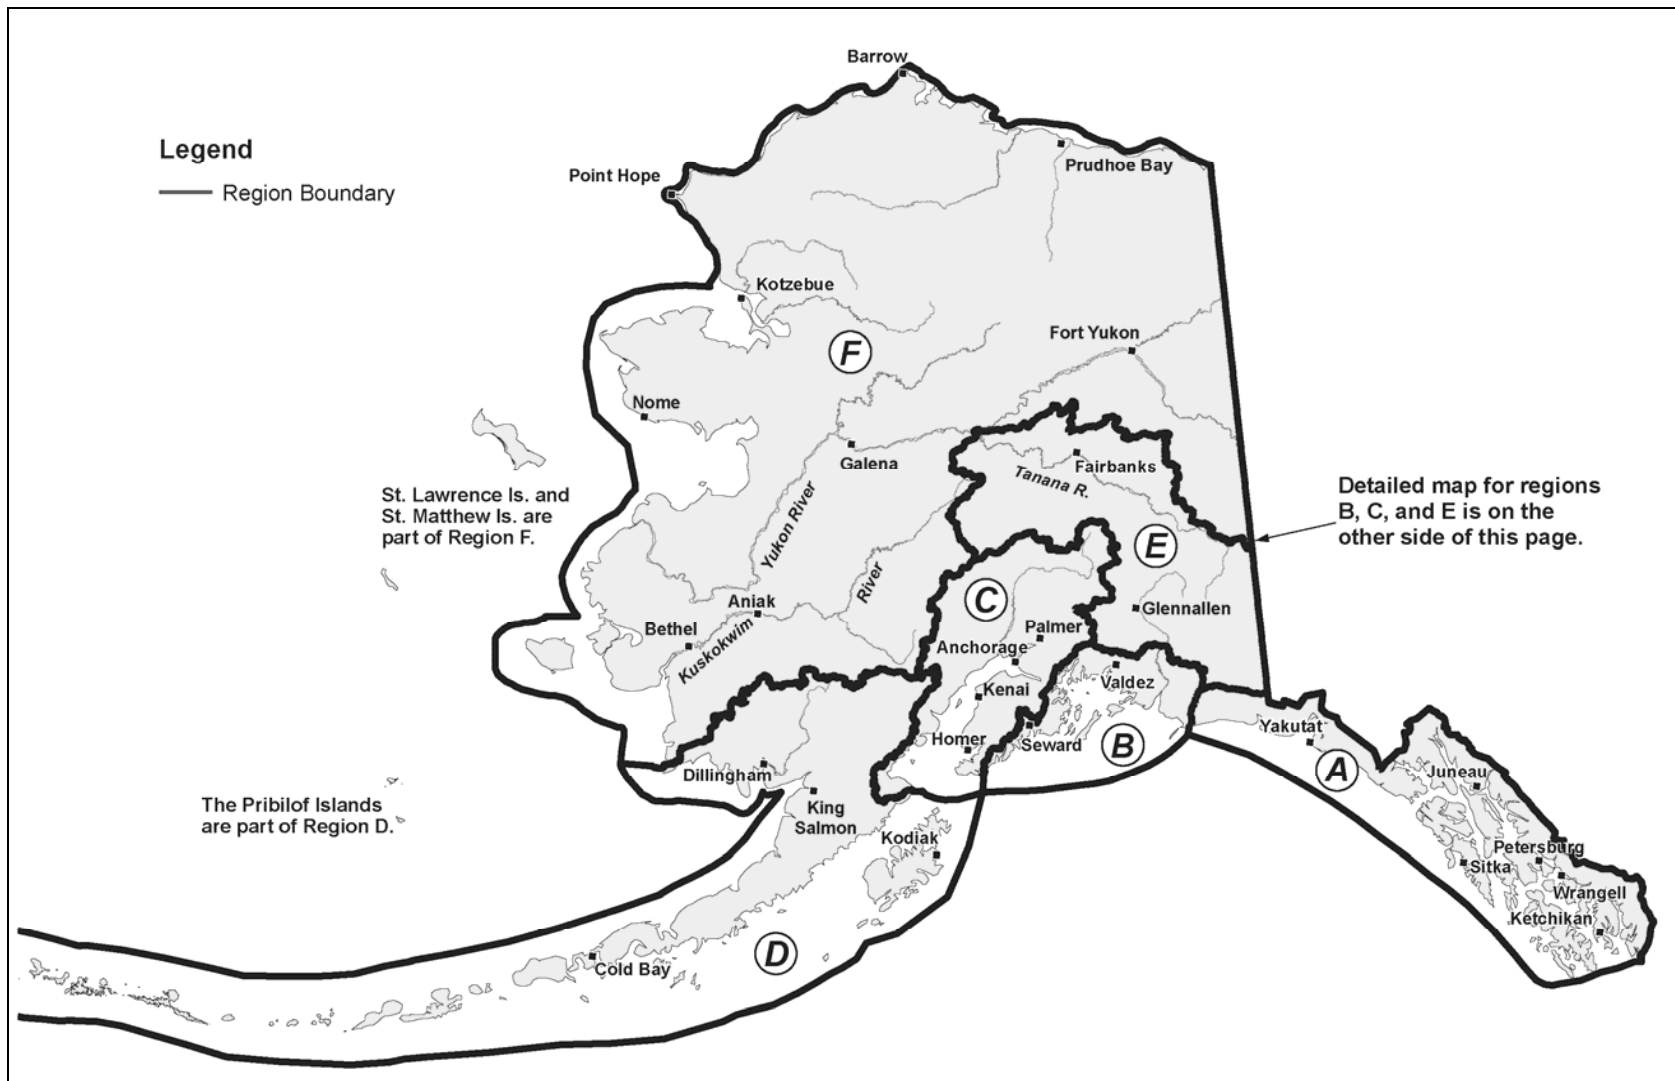 Barrow
Legend
Region Boundary
Point Hope
Prudhoe Bay
Kotzebue
F
Fort Yukon
Nome
Galena
Fairbanks
Tanana R.
St. Lawrence Is. and
St. Matthew Is. are
part of Region F.
Yukon River
River
Detailed map for regions
B, C, and E is on the
other side of this page.
E
C
Aniak
Glennallen
Bethel
Kuskokwim
Palmer
Anchorage
Kenai
Valdez
Homer
Seward
B
Yakutat
A
Juneau
Dillingham
The Pribilof Islands
are part of Region D.
King
Salmon
Kodiak
Petersburg
Sitka
Wrangell
Ketchikan
D
Cold Bay